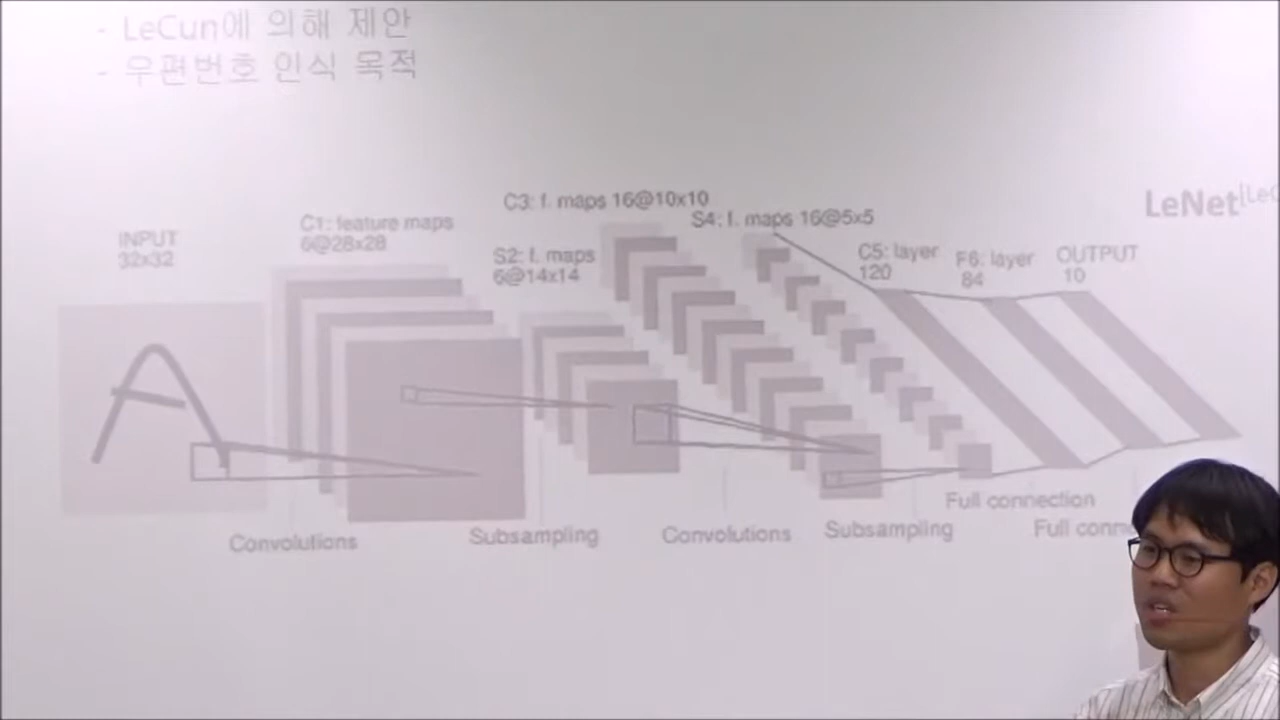 - LeCun에 의해 제안
- 우편번호 인식 목적
LeNet
INPUT
32x32
C1: feature maps
6@28x28
S2: f. maps
6@14x14
C3: f. maps 16@10x10
S4: f. maps 16@5x5
C5: layer
120
F6: layer
84
OUTPUT
10
Convolutions
Subsampling
Convolutions
Subsampling
Full connection
Full conne